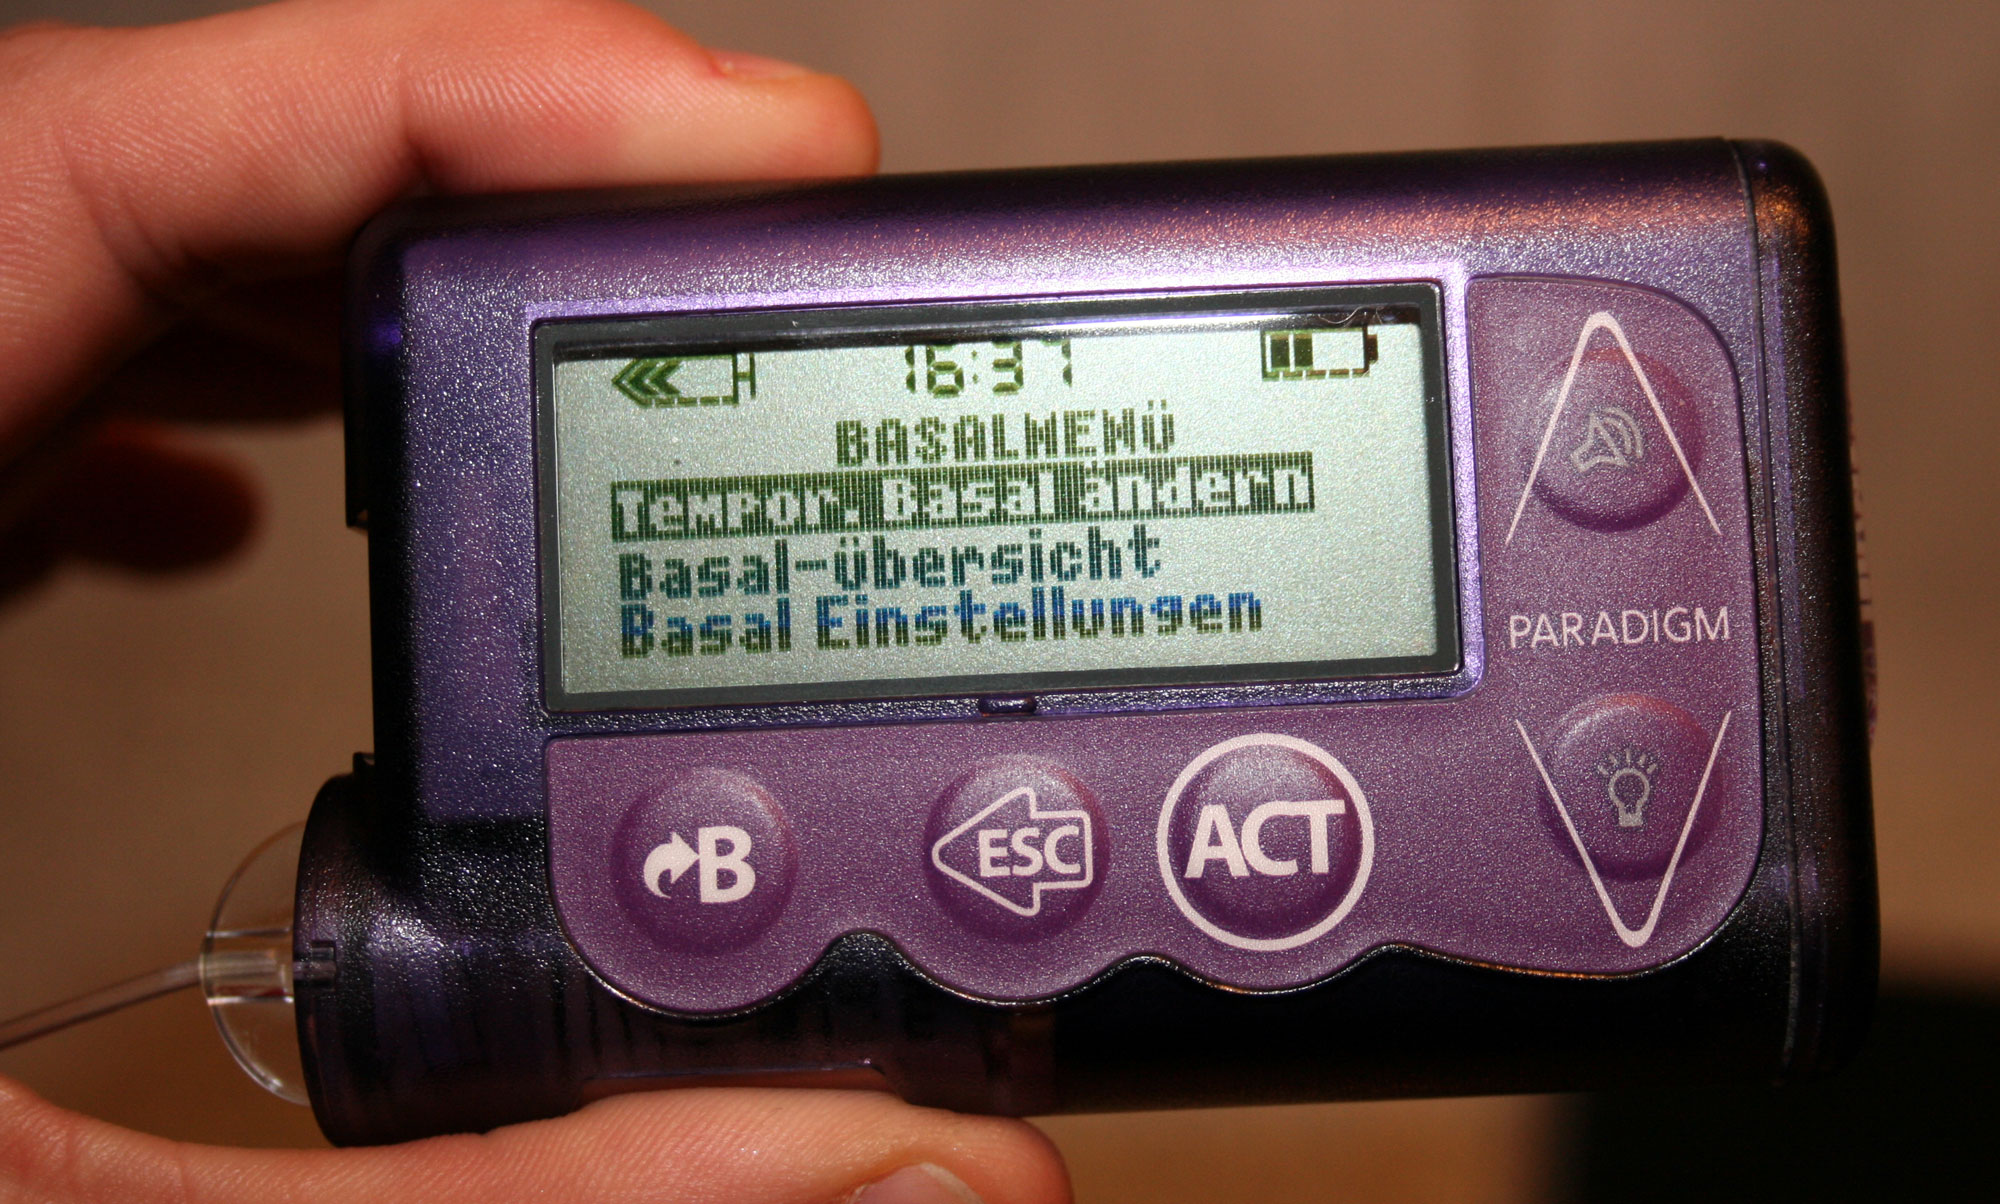 16:37
BASALMENÜ
Tempor. Basal ändern
Basal-Übersicht
Basal Einstellungen
PARADIGM
B
ESC
ACT